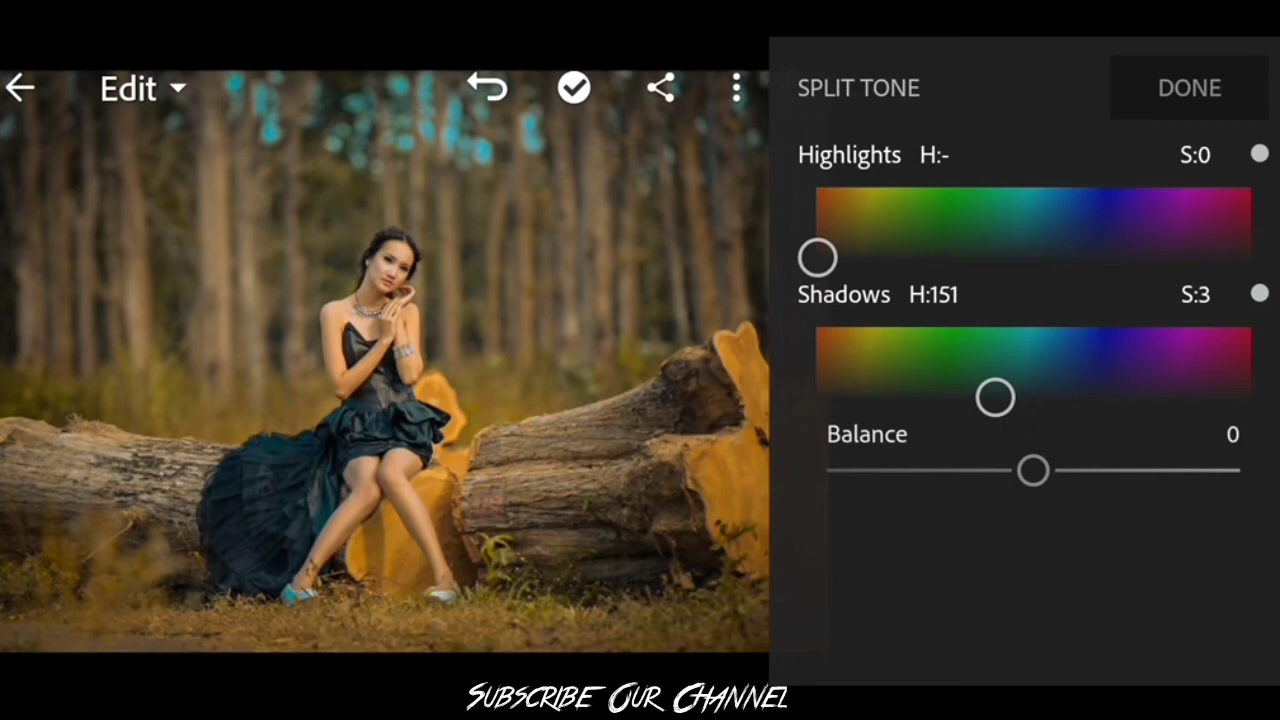 Edit
SPLIT TONE
DONE
Highlights H:- S:0
Shadows H:151 S:3
Balance 0
SUBSCRIBE OUR CHANNEL